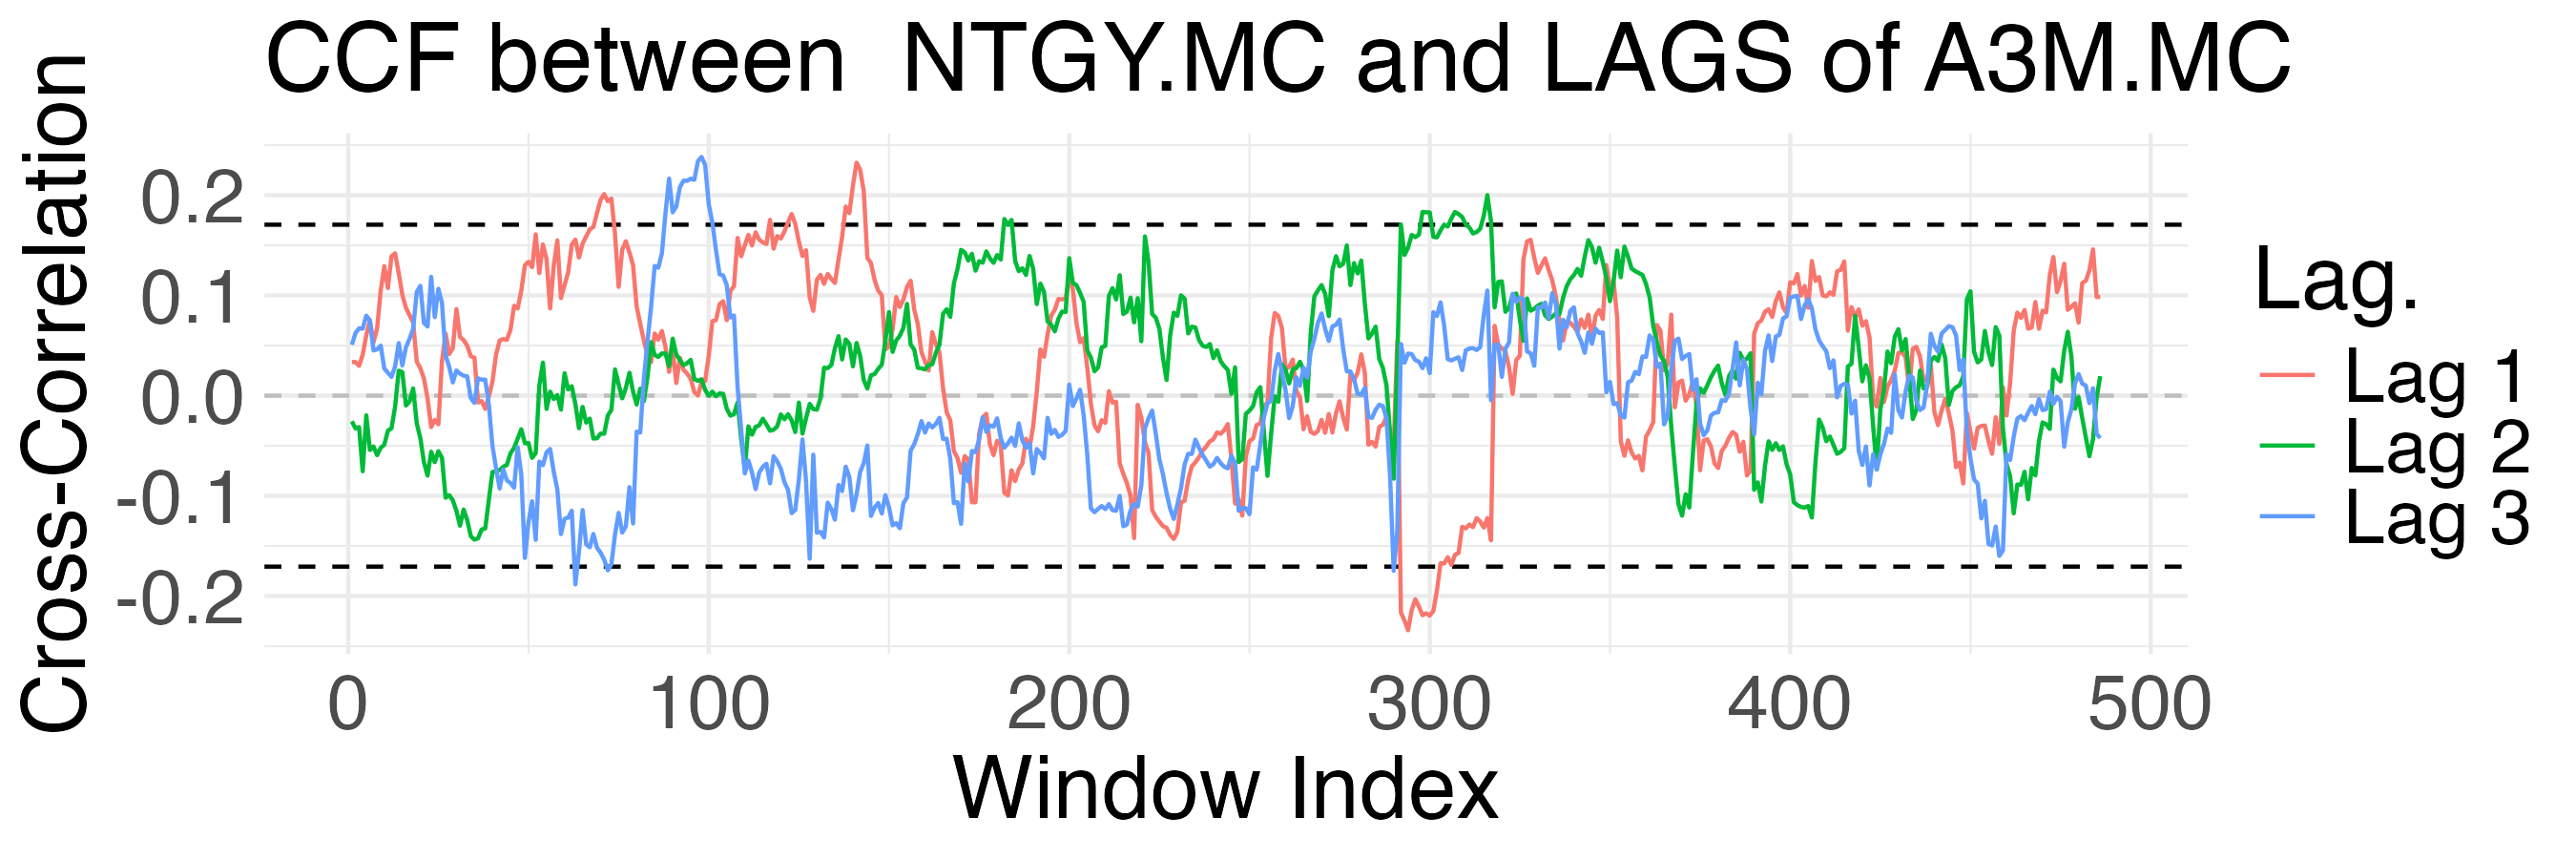 CCF between  NTGY.MC and LAGS of A3M.MC
Cross-Correlation
0.2
0.1
0.0
-0.1
-0.2
0 100 200 300 400 500
Window Index
Lag.
Lag 1
Lag 2
Lag 3